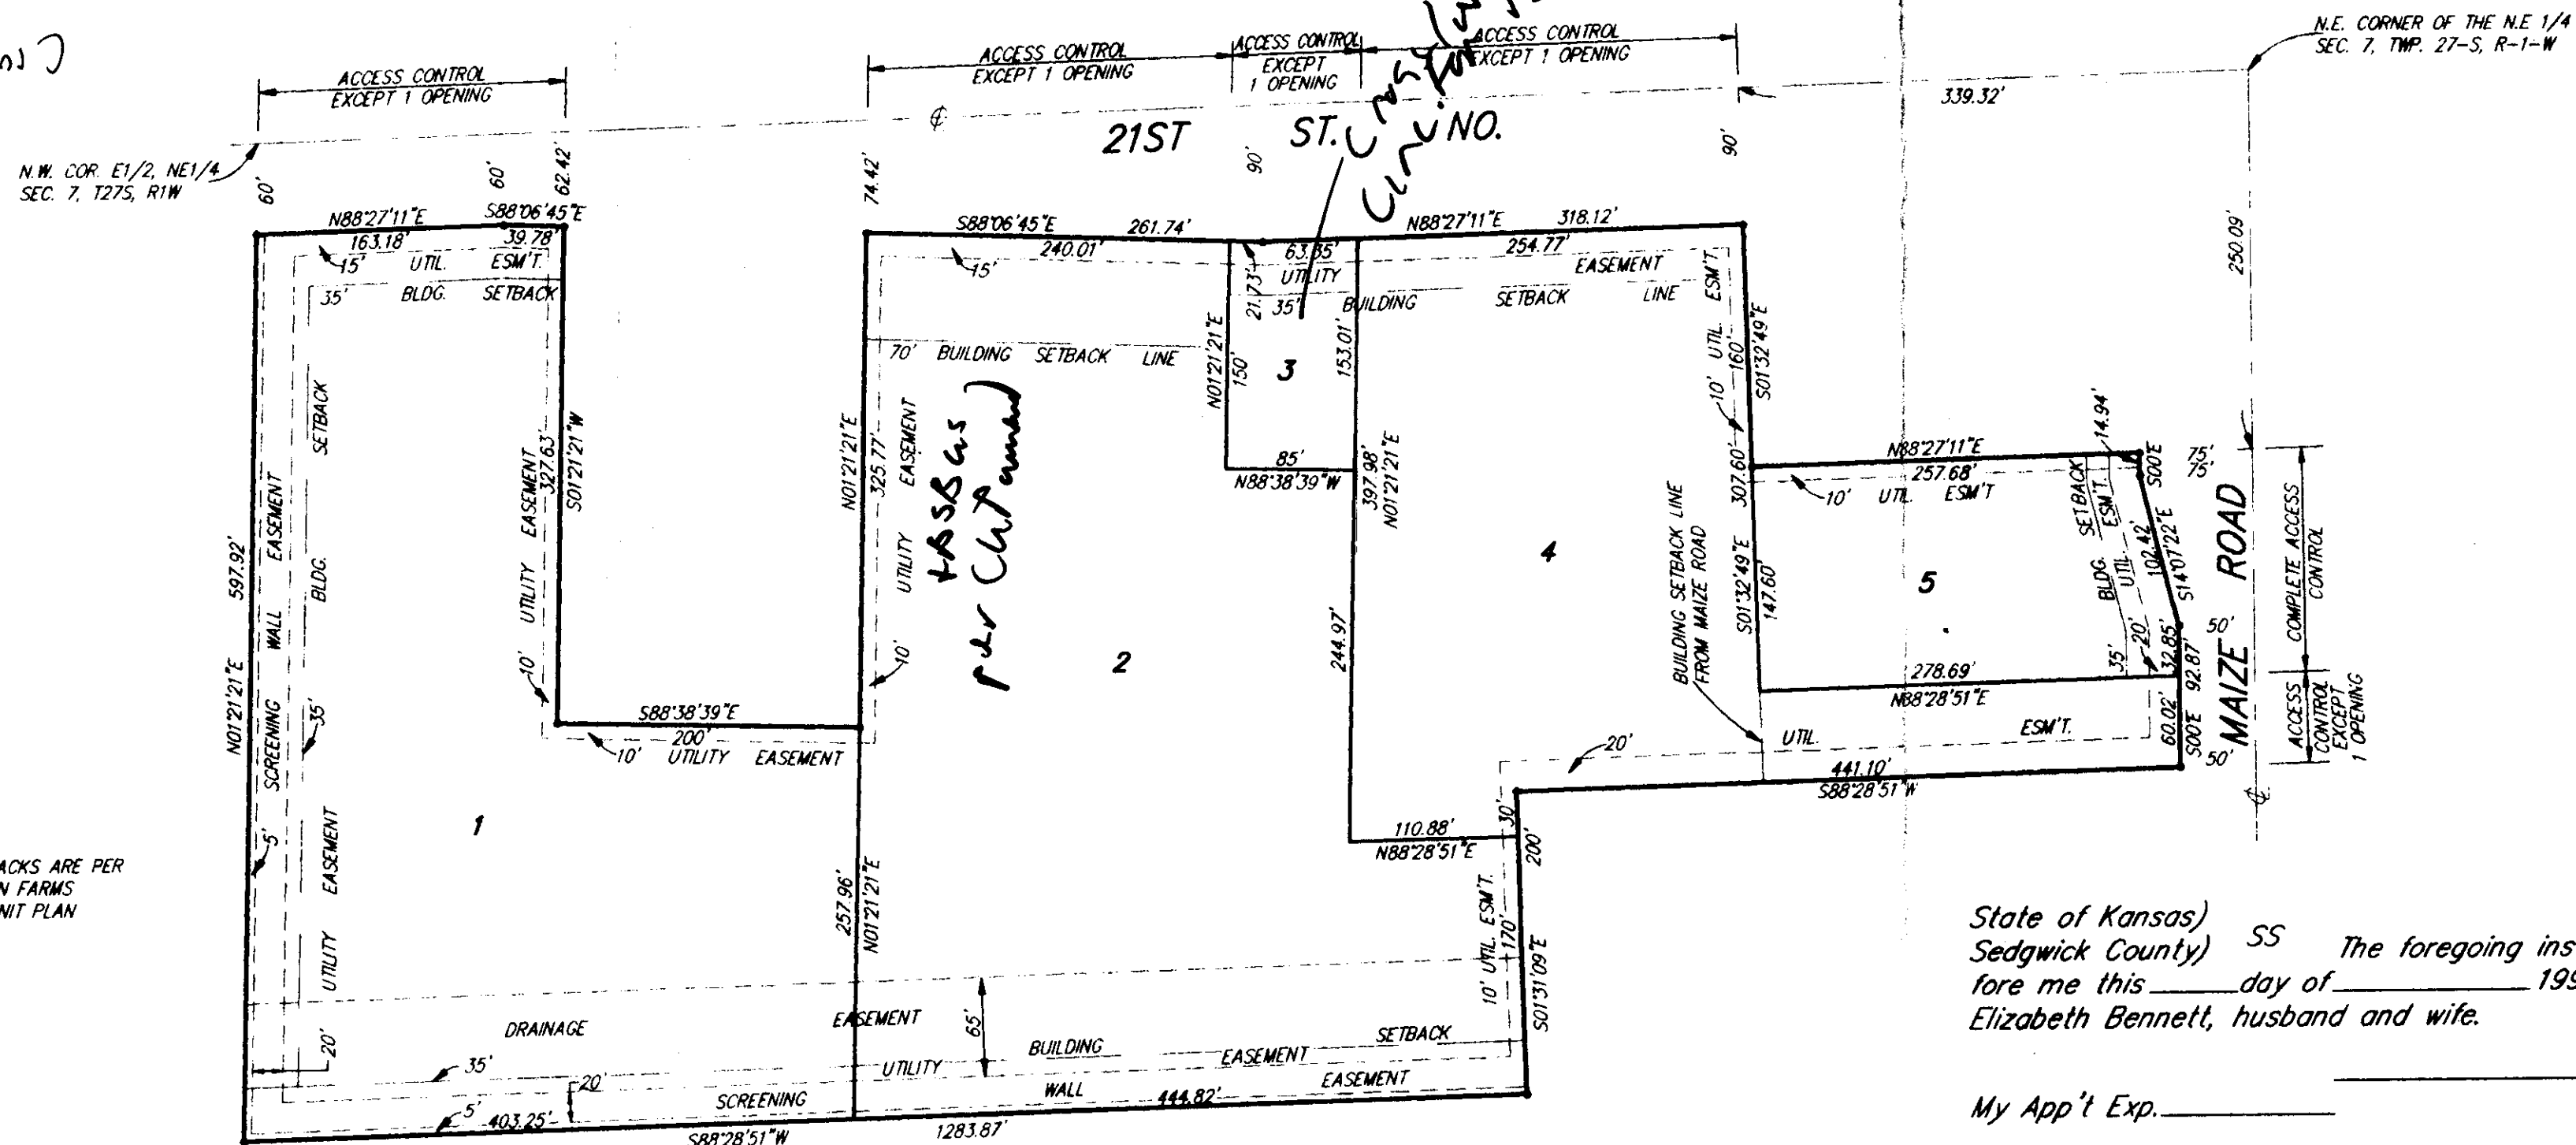 N.E. CORNER OF THE N.E 1/4
SEC. 7, TWP. 27-S, R-1-W
ACCESS CONTROL
EXCEPT 1 OPENING
ACCESS CONTROL
EXCEPT 1 OPENING
ACCESS CONTROL
EXCEPT
1 OPENING
ACCESS CONTROL
EXCEPT 1 OPENING
339.32'
21ST ST. NO.
N.W. COR. E1/2, NE1/4
SEC. 7, T27S, R1W
60'
60'
62.42'
74.42'
90'
90'
250.09'
N88°27'11"E
163.18'
S88°06'45"E
39.78'
S88°06'45"E
261.74'
240.01'
63.35'
N88°27'11"E
318.12'
254.77'
15' UTIL. ESM'T.
35' BLDG. SETBACK
15'
UTILITY
EASEMENT
21.73'
35' BUILDING SETBACK LINE
70' BUILDING SETBACK LINE
N01°21'21"E
150'
153.01'
3
85'
N88°38'39"W
397.98'
N01°21'21"E
10' UTIL ESM'T.
160'
S01°32'49"E
307.60'
SETBACK
BLDG.
35'
SCREENING WALL EASEMENT
N01°21'21"E 597.92'
5'
20' UTILITY EASEMENT
10' UTILITY EASEMENT
327.63'
S01°21'21"W
N01°21'21"E
325.77'
10' UTILITY EASEMENT
per
2
4
244.97'
BUILDING SETBACK LINE
FROM MAIZE ROAD
S01°32'49"E
147.60'
N88°27'11"E
257.68'
10' UTIL. ESM'T
14.94'
S00'E
75'
75'
BLDG. SETBACK
UTIL. ESM'T.
102.42'
S14°07'22"E
5
35'
20'
32.85'
50'
92.87'
278.69'
N88°28'51"E
60.02'
S00'E
50'
MAIZE ROAD
COMPLETE ACCESS
CONTROL
ACCESS
CONTROL
EXCEPT
1 OPENING
S88°38'39"E
200'
10' UTILITY EASEMENT
20'
UTIL. ESM'T.
441.10'
S88°28'51"W
1
110.88'
N88°28'51"E
30'
200'
257.96'
N01°21'21"E
10' UTIL. ESM'T.
170'
S01°31'09"E
ACKS ARE PER
N FARMS
NIT PLAN
DRAINAGE EASEMENT
65'
BUILDING SETBACK
UTILITY EASEMENT
35'
20'
SCREENING WALL EASEMENT
5'
403.25'
444.82'
S88°28'51"W
1283.87'
State of Kansas)
Sedgwick County) SS The foregoing ins
fore me this day of 199
Elizabeth Bennett, husband and wife.
My App't Exp.